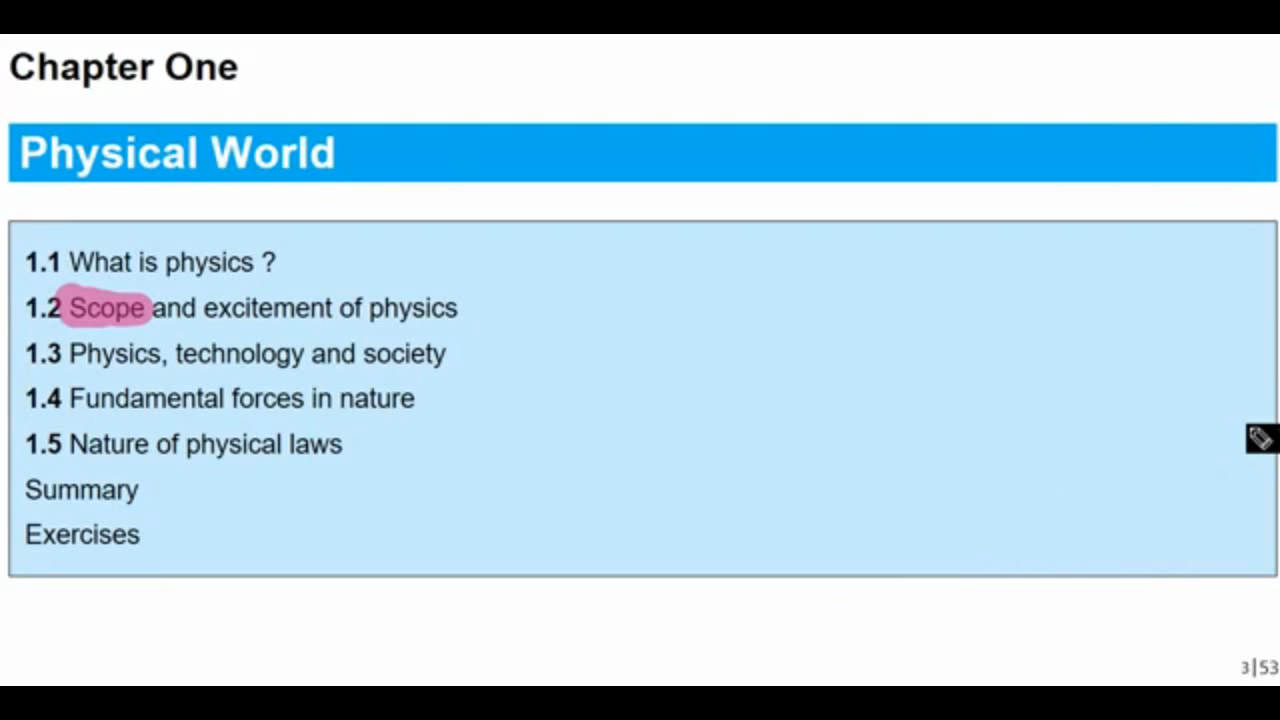 Chapter One
Physical World
1.1 What is physics ?
1.2 Scope and excitement of physics
1.3 Physics, technology and society
1.4 Fundamental forces in nature
1.5 Nature of physical laws
Summary
Exercises
3|53